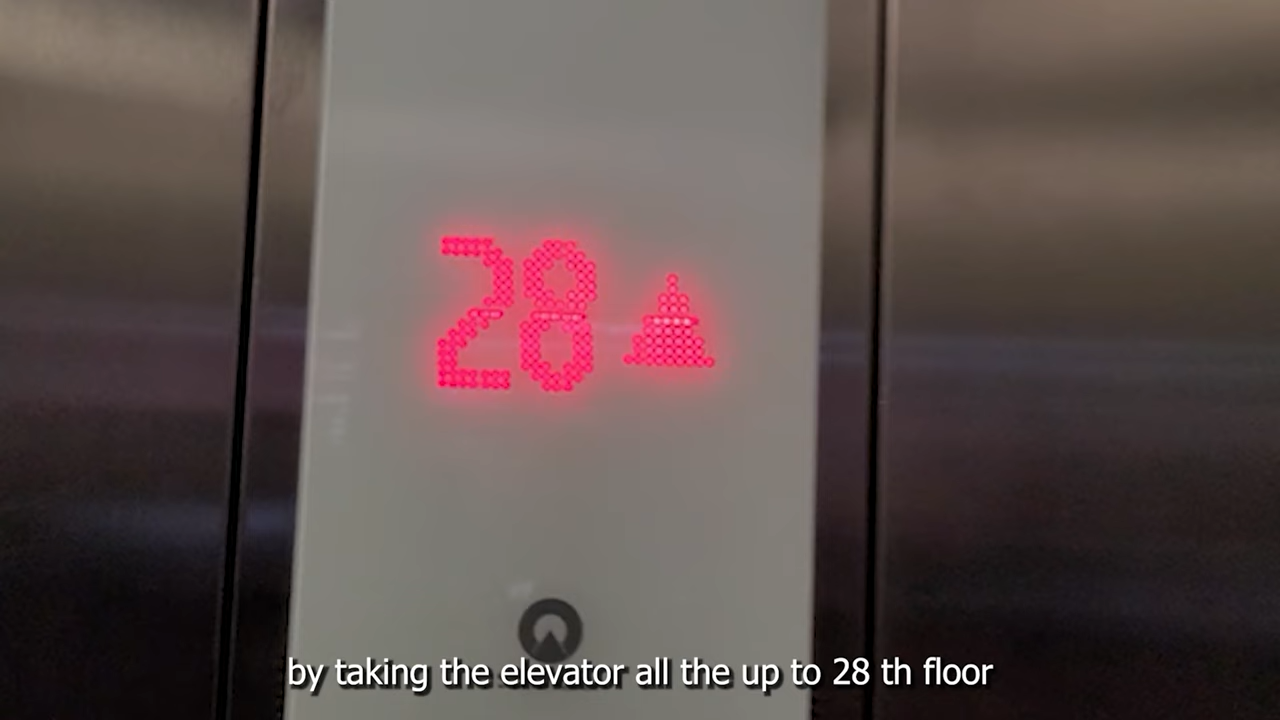 28
by taking the elevator all the up to 28 th floor